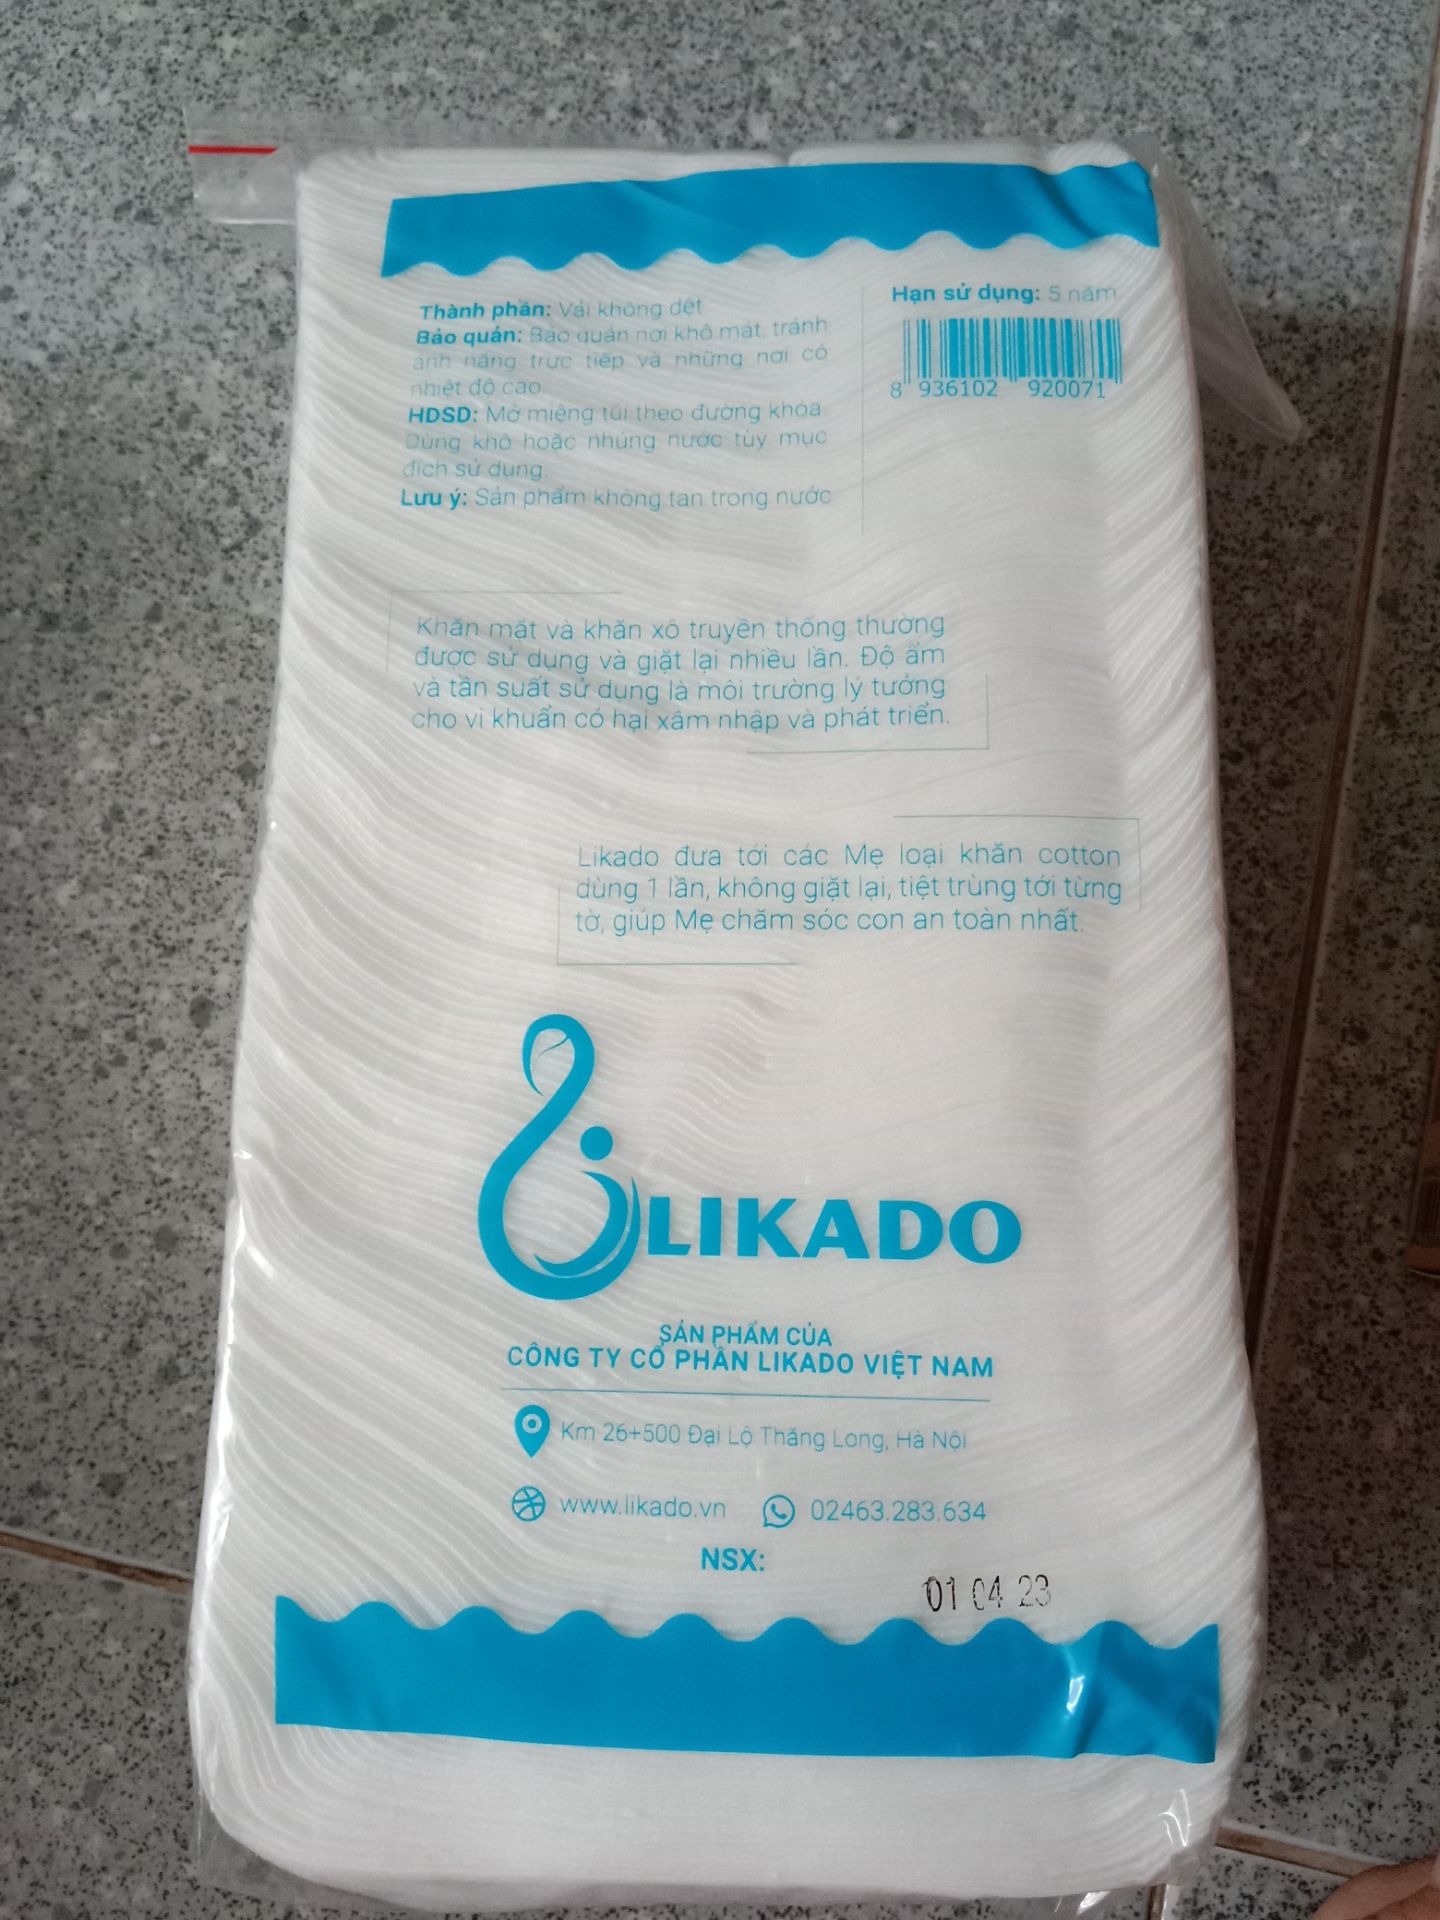 Thành phần: Vải không dệt
Bảo quản: Bảo quản nơi khô mát, tránh
ánh nắng trực tiếp và những nơi có
nhiệt độ cao.
HDSD: Mở miệng túi theo đường khóa.
Dùng khô hoặc nhúng nước tùy mục
đích sử dụng.
Lưu ý: Sản phẩm không tan trong nước
Hạn sử dụng: 5 năm
8 936102 920071
Khăn mặt và khăn xô truyền thống thường
được sử dụng và giặt lại nhiều lần. Độ ẩm
và tần suất sử dụng là môi trường lý tưởng
cho vi khuẩn có hại xâm nhập và phát triển.
Likado đưa tới các Mẹ loại khăn cotton
dùng 1 lần, không giặt lại, tiệt trùng tới từng
tờ, giúp Mẹ chăm sóc con an toàn nhất.
LIKADO
SẢN PHẨM CỦA
CÔNG TY CỔ PHẦN LIKADO VIỆT NAM
Km 26+500 Đại Lộ Thăng Long, Hà Nội
www.likado.vn 02463.283.634
NSX:
01 04 23